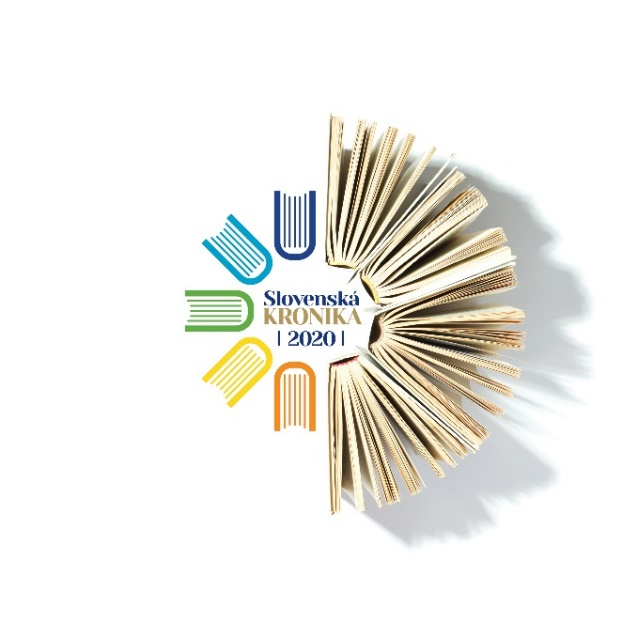 Slovenská
KRONIKA
| 2020 |